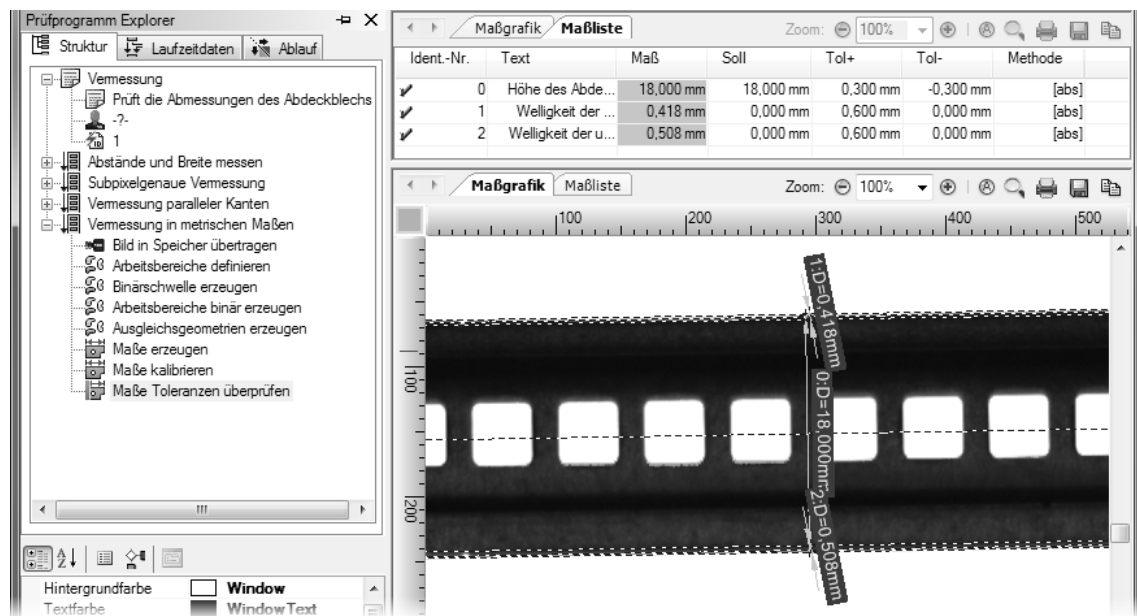 Prüfprogramm Explorer
Struktur Laufzeitdaten Ablauf
Vermessung
Prüft die Abmessungen des Abdeckblechs
-?-
1
Abstände und Breite messen
Subpixelgenaue Vermessung
Vermessung paralleler Kanten
Vermessung in metrischen Maßen
Bild in Speicher übertragen
Arbeitsbereiche definieren
Binärschwelle erzeugen
Arbeitsbereiche binär erzeugen
Ausgleichsgeometrien erzeugen
Maße erzeugen
Maße kalibrieren
Maße Toleranzen überprüfen
Hintergrundfarbe Window
Textfarbe WindowText
Maßgrafik Maßliste Zoom: 100%
Ident.-Nr. Text Maß Soll Tol+ Tol- Methode
0 Höhe des Abde... 18,000 mm 18,000 mm 0,300 mm -0,300 mm [abs]
1 Welligkeit der ... 0,418 mm 0,000 mm 0,600 mm 0,000 mm [abs]
2 Welligkeit der u... 0,508 mm 0,000 mm 0,600 mm 0,000 mm [abs]
Maßgrafik Maßliste Zoom: 100%
100 200 300 400 500
100
200
1:D=0,418mm
0:D=18,000mm
2:D=0,508mm